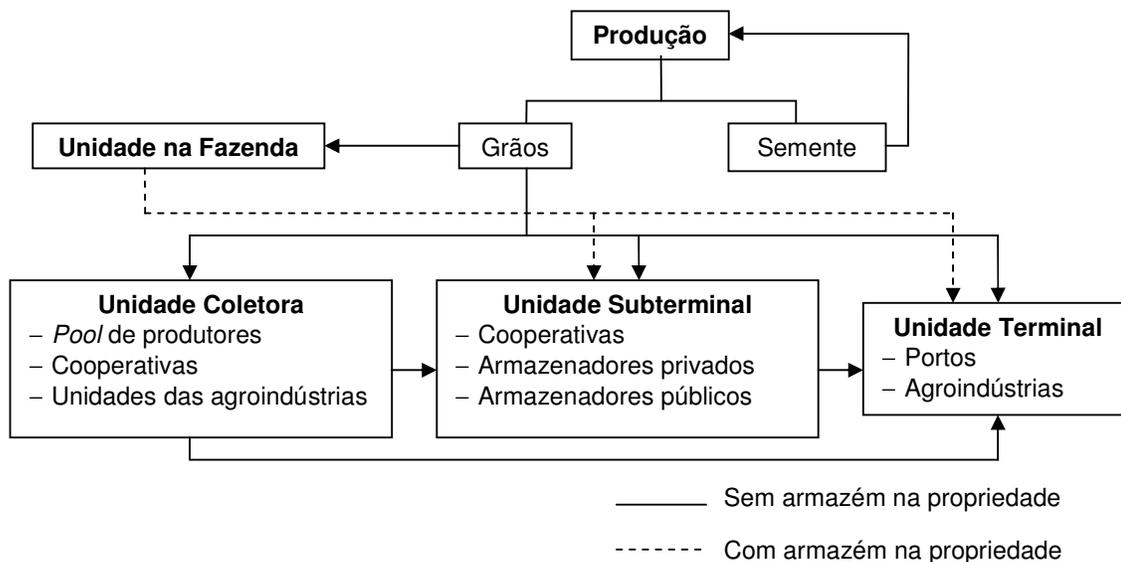 Produção
Unidade na Fazenda
Grãos
Semente
Unidade Coletora
– Pool de produtores
– Cooperativas
– Unidades das agroindústrias
Unidade Subterminal
– Cooperativas
– Armazenadores privados
– Armazenadores públicos
Unidade Terminal
– Portos
– Agroindústrias
Sem armazém na propriedade
Com armazém na propriedade